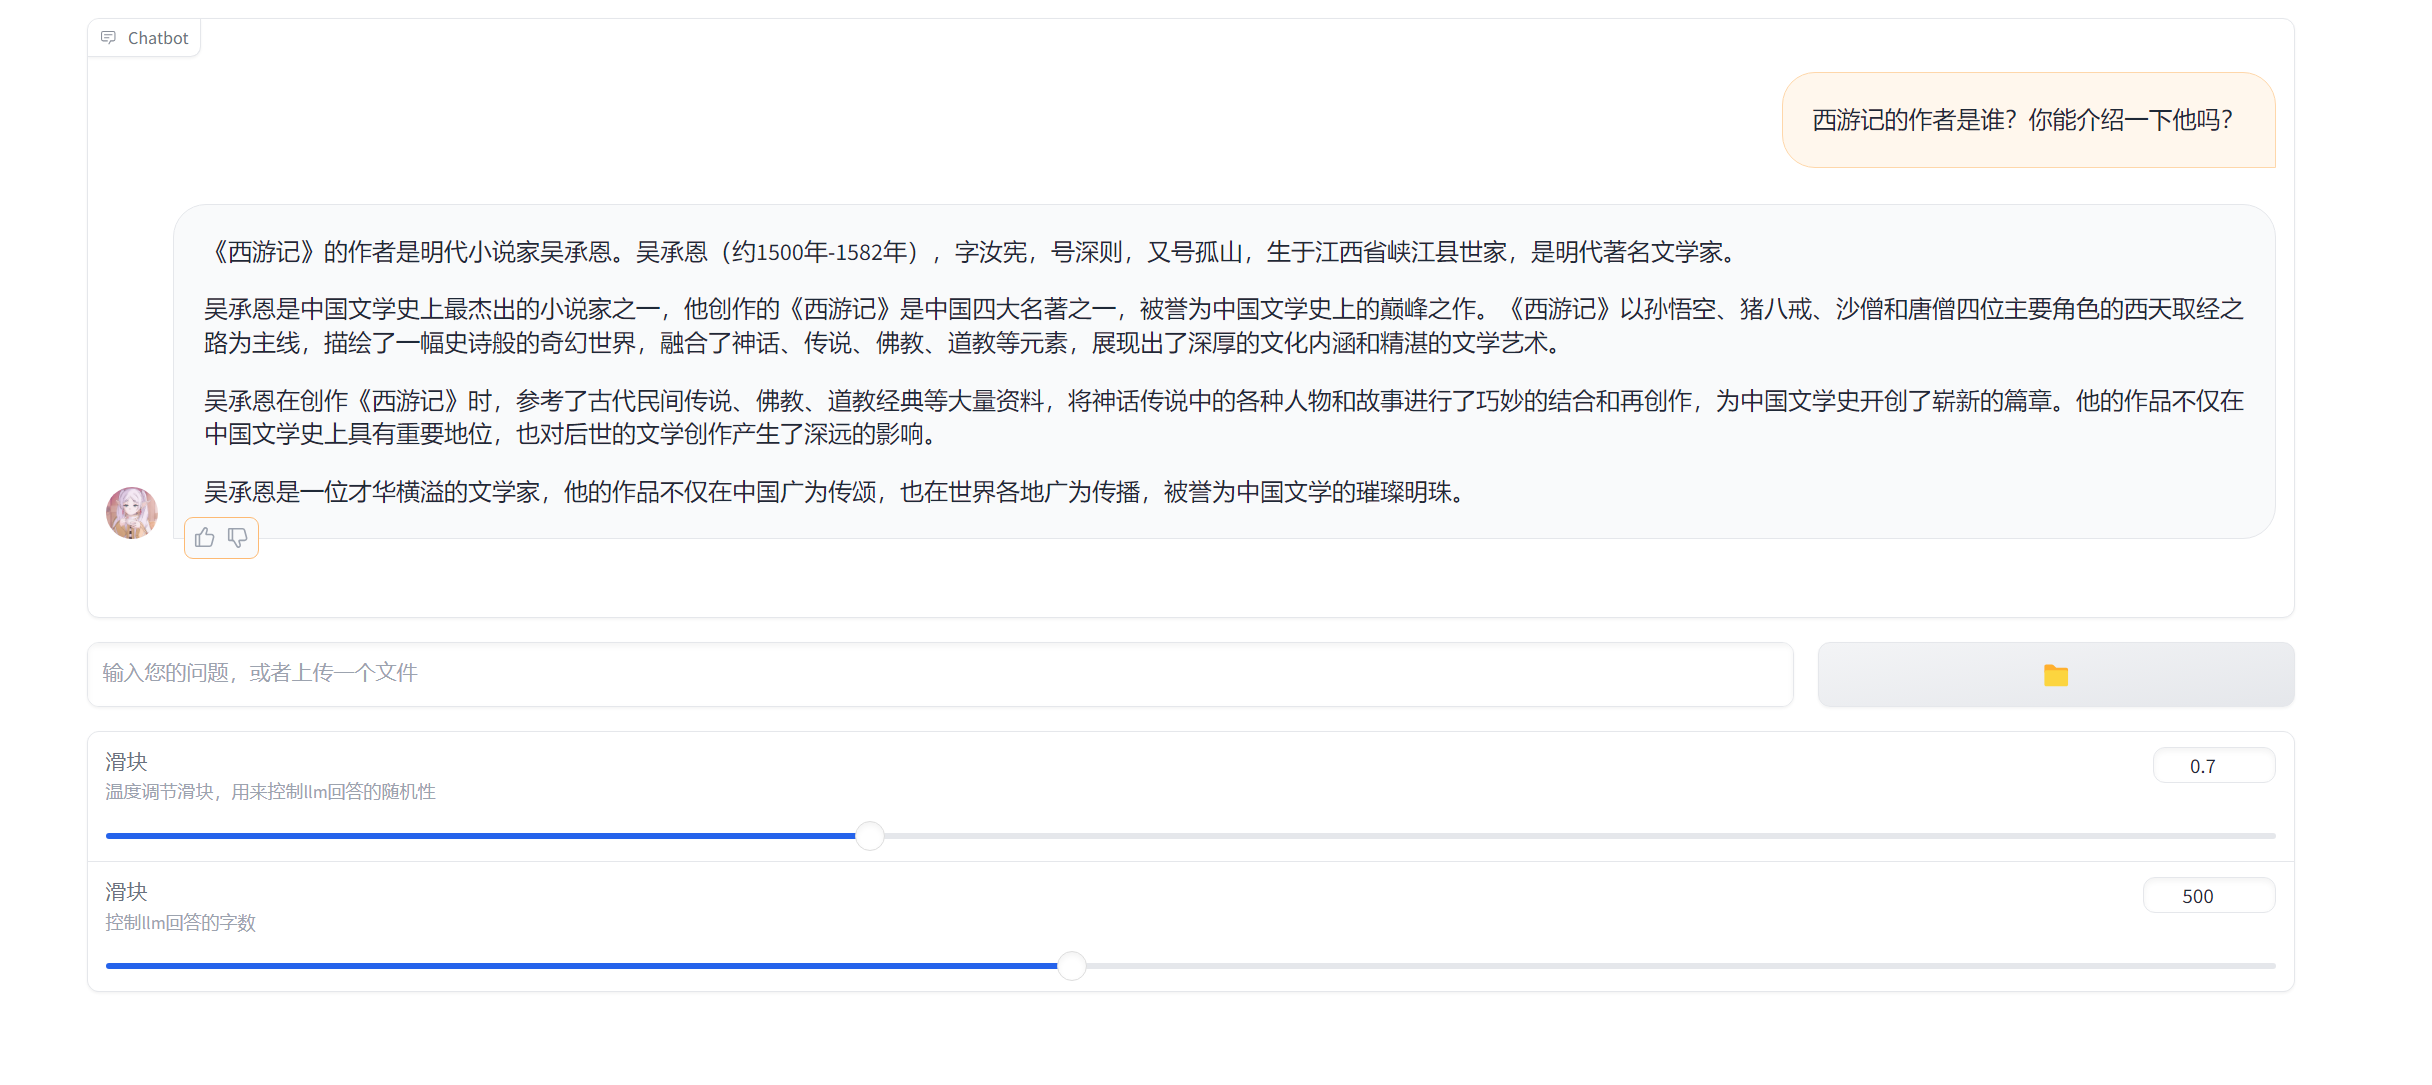 Chatbot
西游记的作者是谁？你能介绍一下他吗？
《西游记》的作者是明代小说家吴承恩。吴承恩（约1500年-1582年），字汝宪，号深则，又号孤山，生于江西省峡江县世家，是明代著名文学家。
吴承恩是中国文学史上最杰出的小说家之一，他创作的《西游记》是中国四大名著之一，被誉为中国文学史上的巅峰之作。《西游记》以孙悟空、猪八戒、沙僧和唐僧四位主要角色的西天取经之
路为主线，描绘了一幅史诗般的奇幻世界，融合了神话、传说、佛教、道教等元素，展现出了深厚的文化内涵和精湛的文学艺术。
吴承恩在创作《西游记》时，参考了古代民间传说、佛教、道教经典等大量资料，将神话传说中的各种人物和故事进行了巧妙的结合和再创作，为中国文学史开创了崭新的篇章。他的作品不仅在
中国文学史上具有重要地位，也对后世的文学创作产生了深远的影响。
吴承恩是一位才华横溢的文学家，他的作品不仅在中国广为传颂，也在世界各地广为传播，被誉为中国文学的璀璨明珠。
输入您的问题，或者上传一个文件
滑块
0.7
温度调节滑块，用来控制llm回答的随机性
滑块
500
控制llm回答的字数